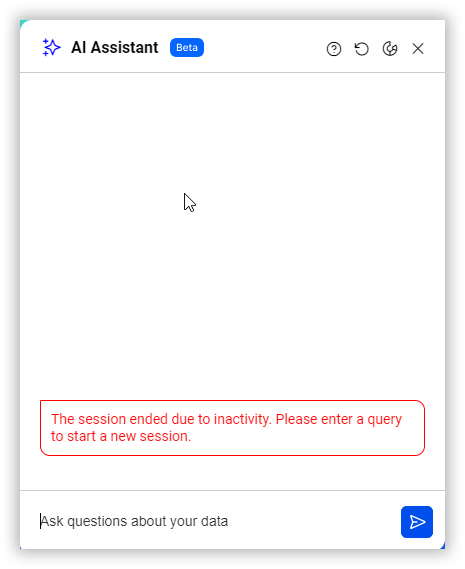 AI Assistant Beta
The session ended due to inactivity. Please enter a query
to start a new session.
Ask questions about your data